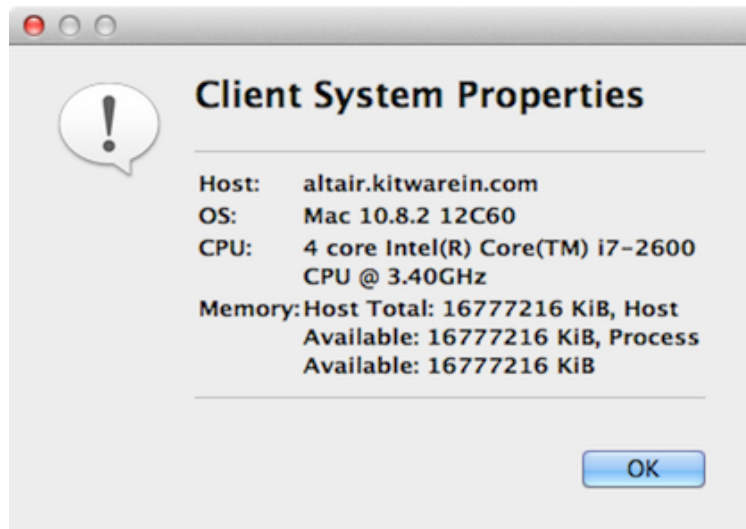 Client System Properties
Host: altair.kitwarein.com
OS: Mac 10.8.2 12C60
CPU: 4 core Intel(R) Core(TM) i7-2600
CPU @ 3.40GHz
Memory: Host Total: 16777216 KiB, Host
Available: 16777216 KiB, Process
Available: 16777216 KiB
OK